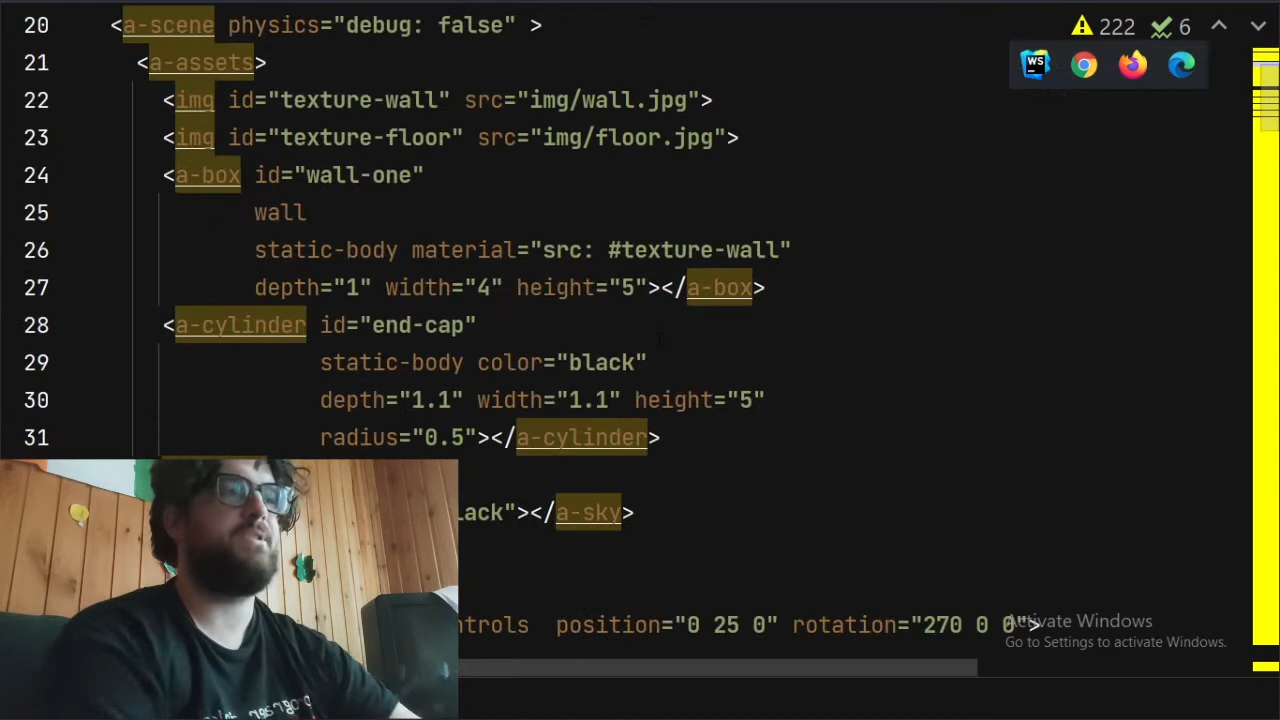 20 <a-scene physics="debug: false" > 222 6
21 <a-assets>
WS
22 <img id="texture-wall" src="img/wall.jpg">
23 <img id="texture-floor" src="img/floor.jpg">
24 <a-box id="wall-one"
25 wall
26 static-body material="src: #texture-wall"
27 depth="1" width="4" height="5"></a-box>
28 <a-cylinder id="end-cap"
29 static-body color="black"
30 depth="1.1" width="1.1" height="5"
31 radius="0.5"></a-cylinder>
lack"></a-sky>
ntrols position="0 25 0" rotation="270 0 0">
Activate Windows
Go to Settings to activate Windows.